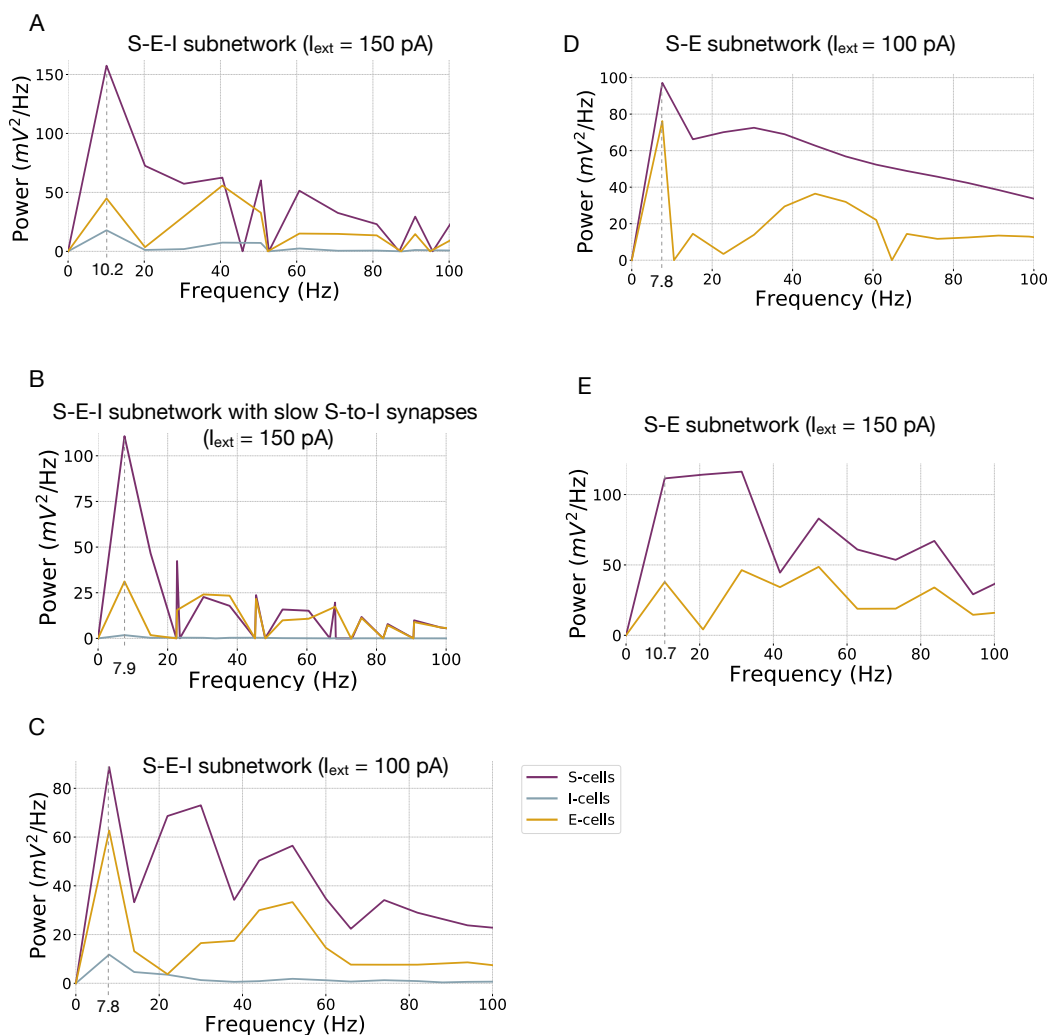 A
S-E-I subnetwork (Iext = 150 pA)
Power (mV²/Hz)
150
100
50
0
0
10.2
20
40
60
80
100
Frequency (Hz)
B
S-E-I subnetwork with slow S-to-I synapses
(Iext = 150 pA)
Power (mV²/Hz)
100
75
50
25
0
0
7.9
20
40
60
80
100
Frequency (Hz)
C
S-E-I subnetwork (Iext = 100 pA)
Power (mV²/Hz)
80
60
40
20
0
0
7.8
20
40
60
80
100
Frequency (Hz)
S-cells
I-cells
E-cells
D
S-E subnetwork (Iext = 100 pA)
Power (mV²/Hz)
100
80
60
40
20
0
0
7.8
20
40
60
80
100
Frequency (Hz)
E
S-E subnetwork (Iext = 150 pA)
Power (mV²/Hz)
100
50
0
0
10.7
20
40
60
80
100
Frequency (Hz)